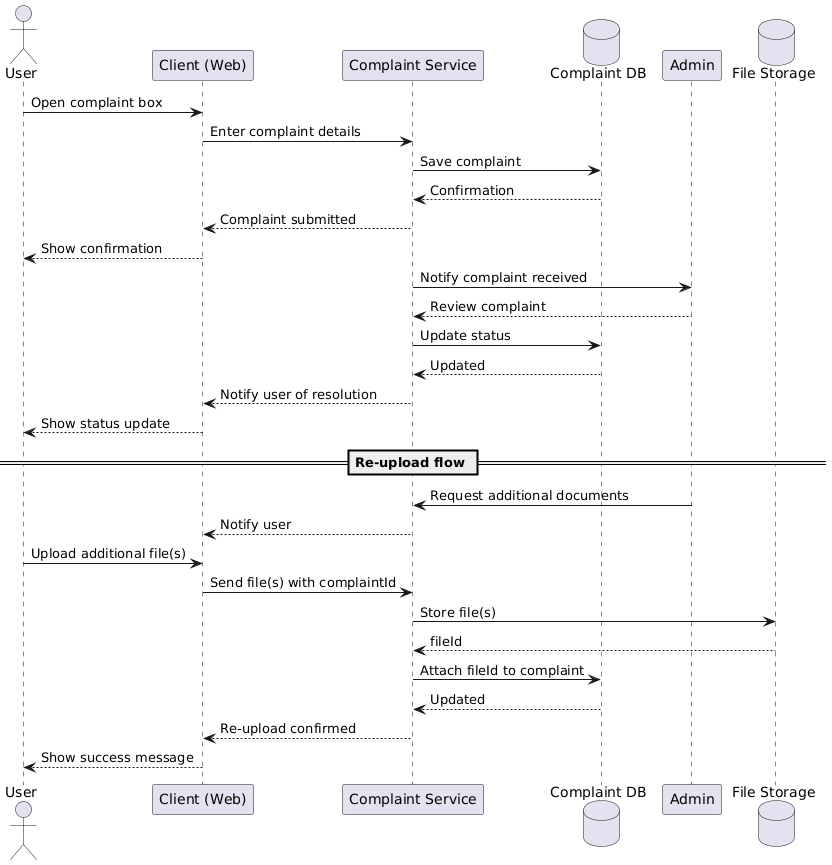 User
Client (Web)
Complaint Service
Complaint DB
Admin
File Storage
Open complaint box
Enter complaint details
Save complaint
Confirmation
Complaint submitted
Show confirmation
Notify complaint received
Review complaint
Update status
Updated
Notify user of resolution
Show status update
Re-upload flow
Request additional documents
Notify user
Upload additional file(s)
Send file(s) with complaintId
Store file(s)
fileId
Attach fileId to complaint
Updated
Re-upload confirmed
Show success message
User
Client (Web)
Complaint Service
Complaint DB
Admin
File Storage